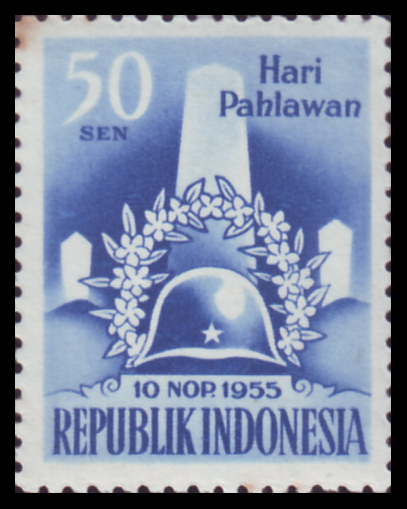 50
SEN
Hari
Pahlawan
10 NOP. 1955
REPUBLIK INDONESIA